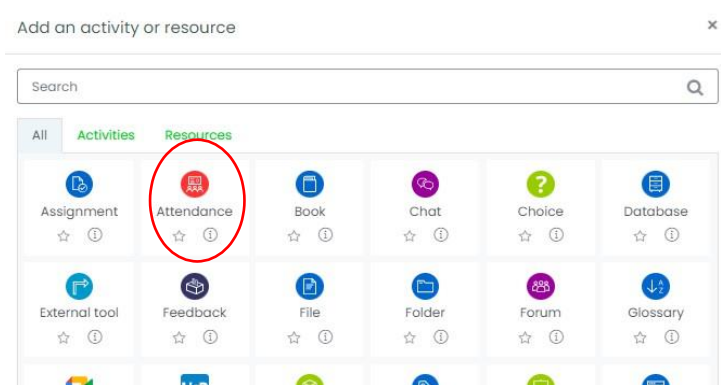 Add an activity or resource
Search
All Activities Resources
Assignment Attendance Book Chat Choice Database
External tool Feedback File Folder Forum Glossary